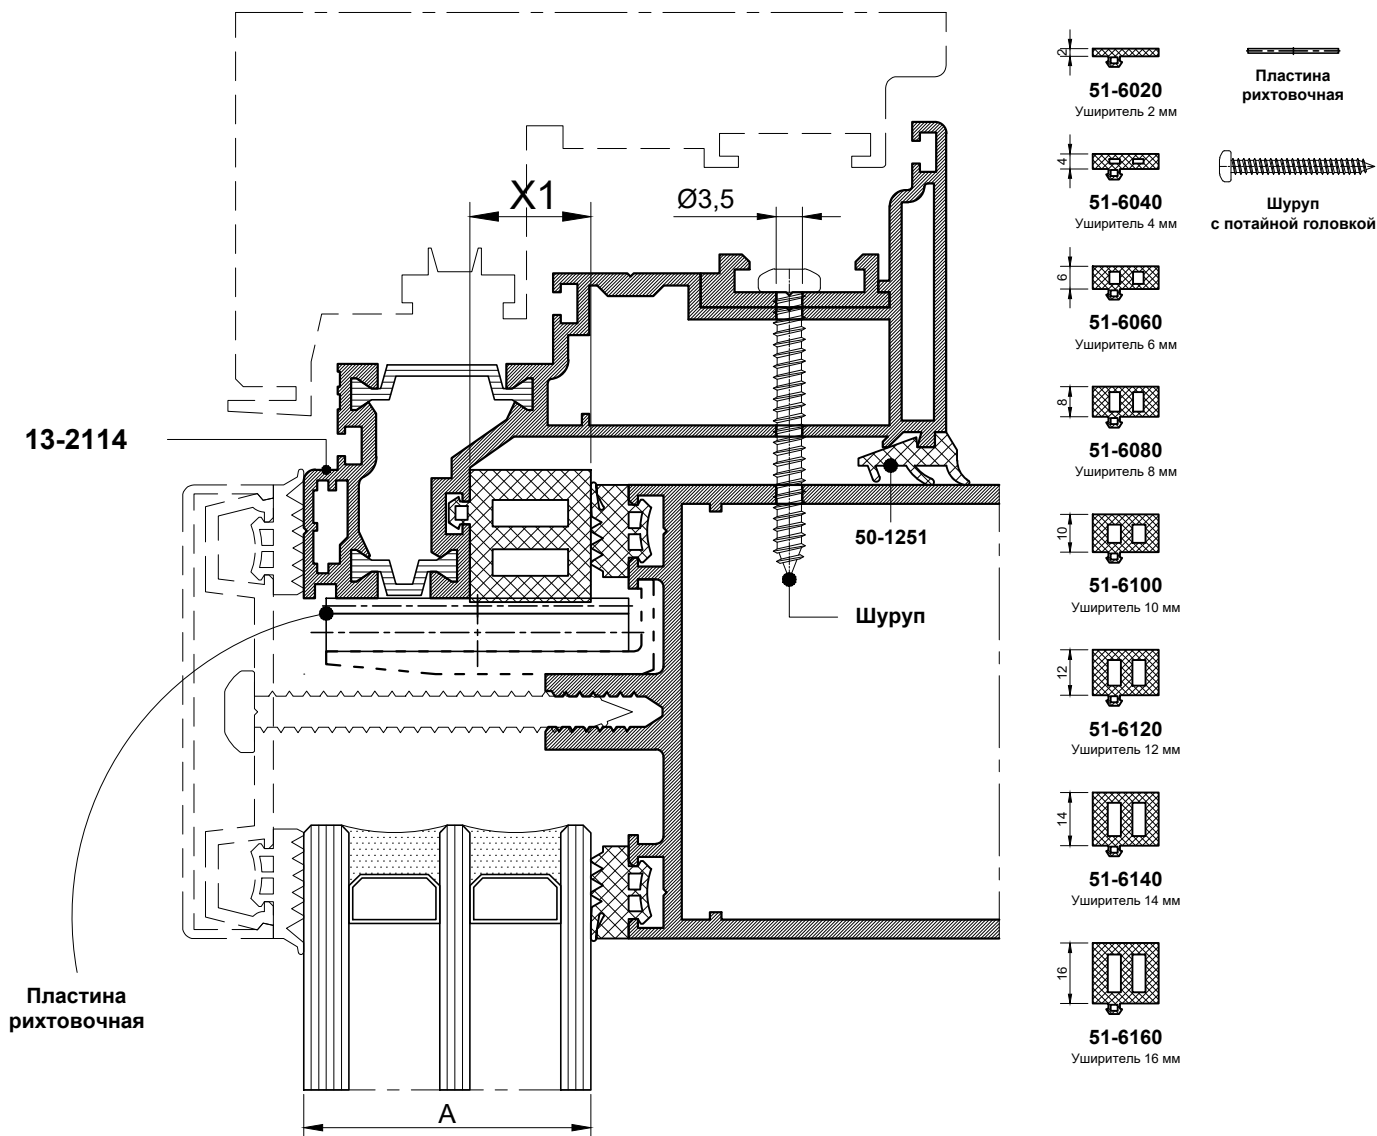 X1
Ø3,5
13-2114
50-1251
Шуруп
Пластина
рихтовочная
A
2
51-6020
Уширитель 2 мм
4
51-6040
Уширитель 4 мм
6
51-6060
Уширитель 6 мм
8
51-6080
Уширитель 8 мм
10
51-6100
Уширитель 10 мм
12
51-6120
Уширитель 12 мм
14
51-6140
Уширитель 14 мм
16
51-6160
Уширитель 16 мм
Пластина
рихтовочная
Шуруп
с потайной головкой